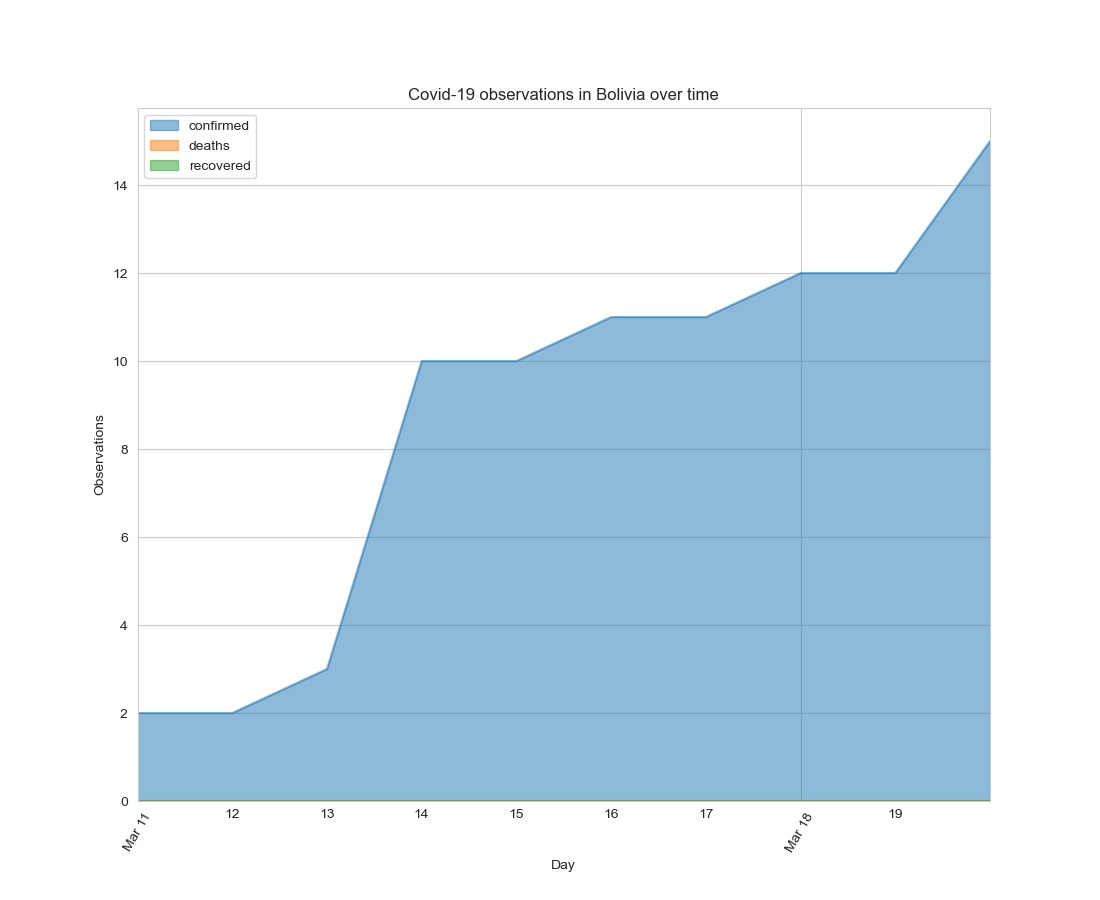 Covid-19 observations in Bolivia over time
confirmed
deaths
recovered
14
12
10
8
6
4
2
0
Observations
Mar 11
12
13
14
15
16
17
Mar 18
19
Day